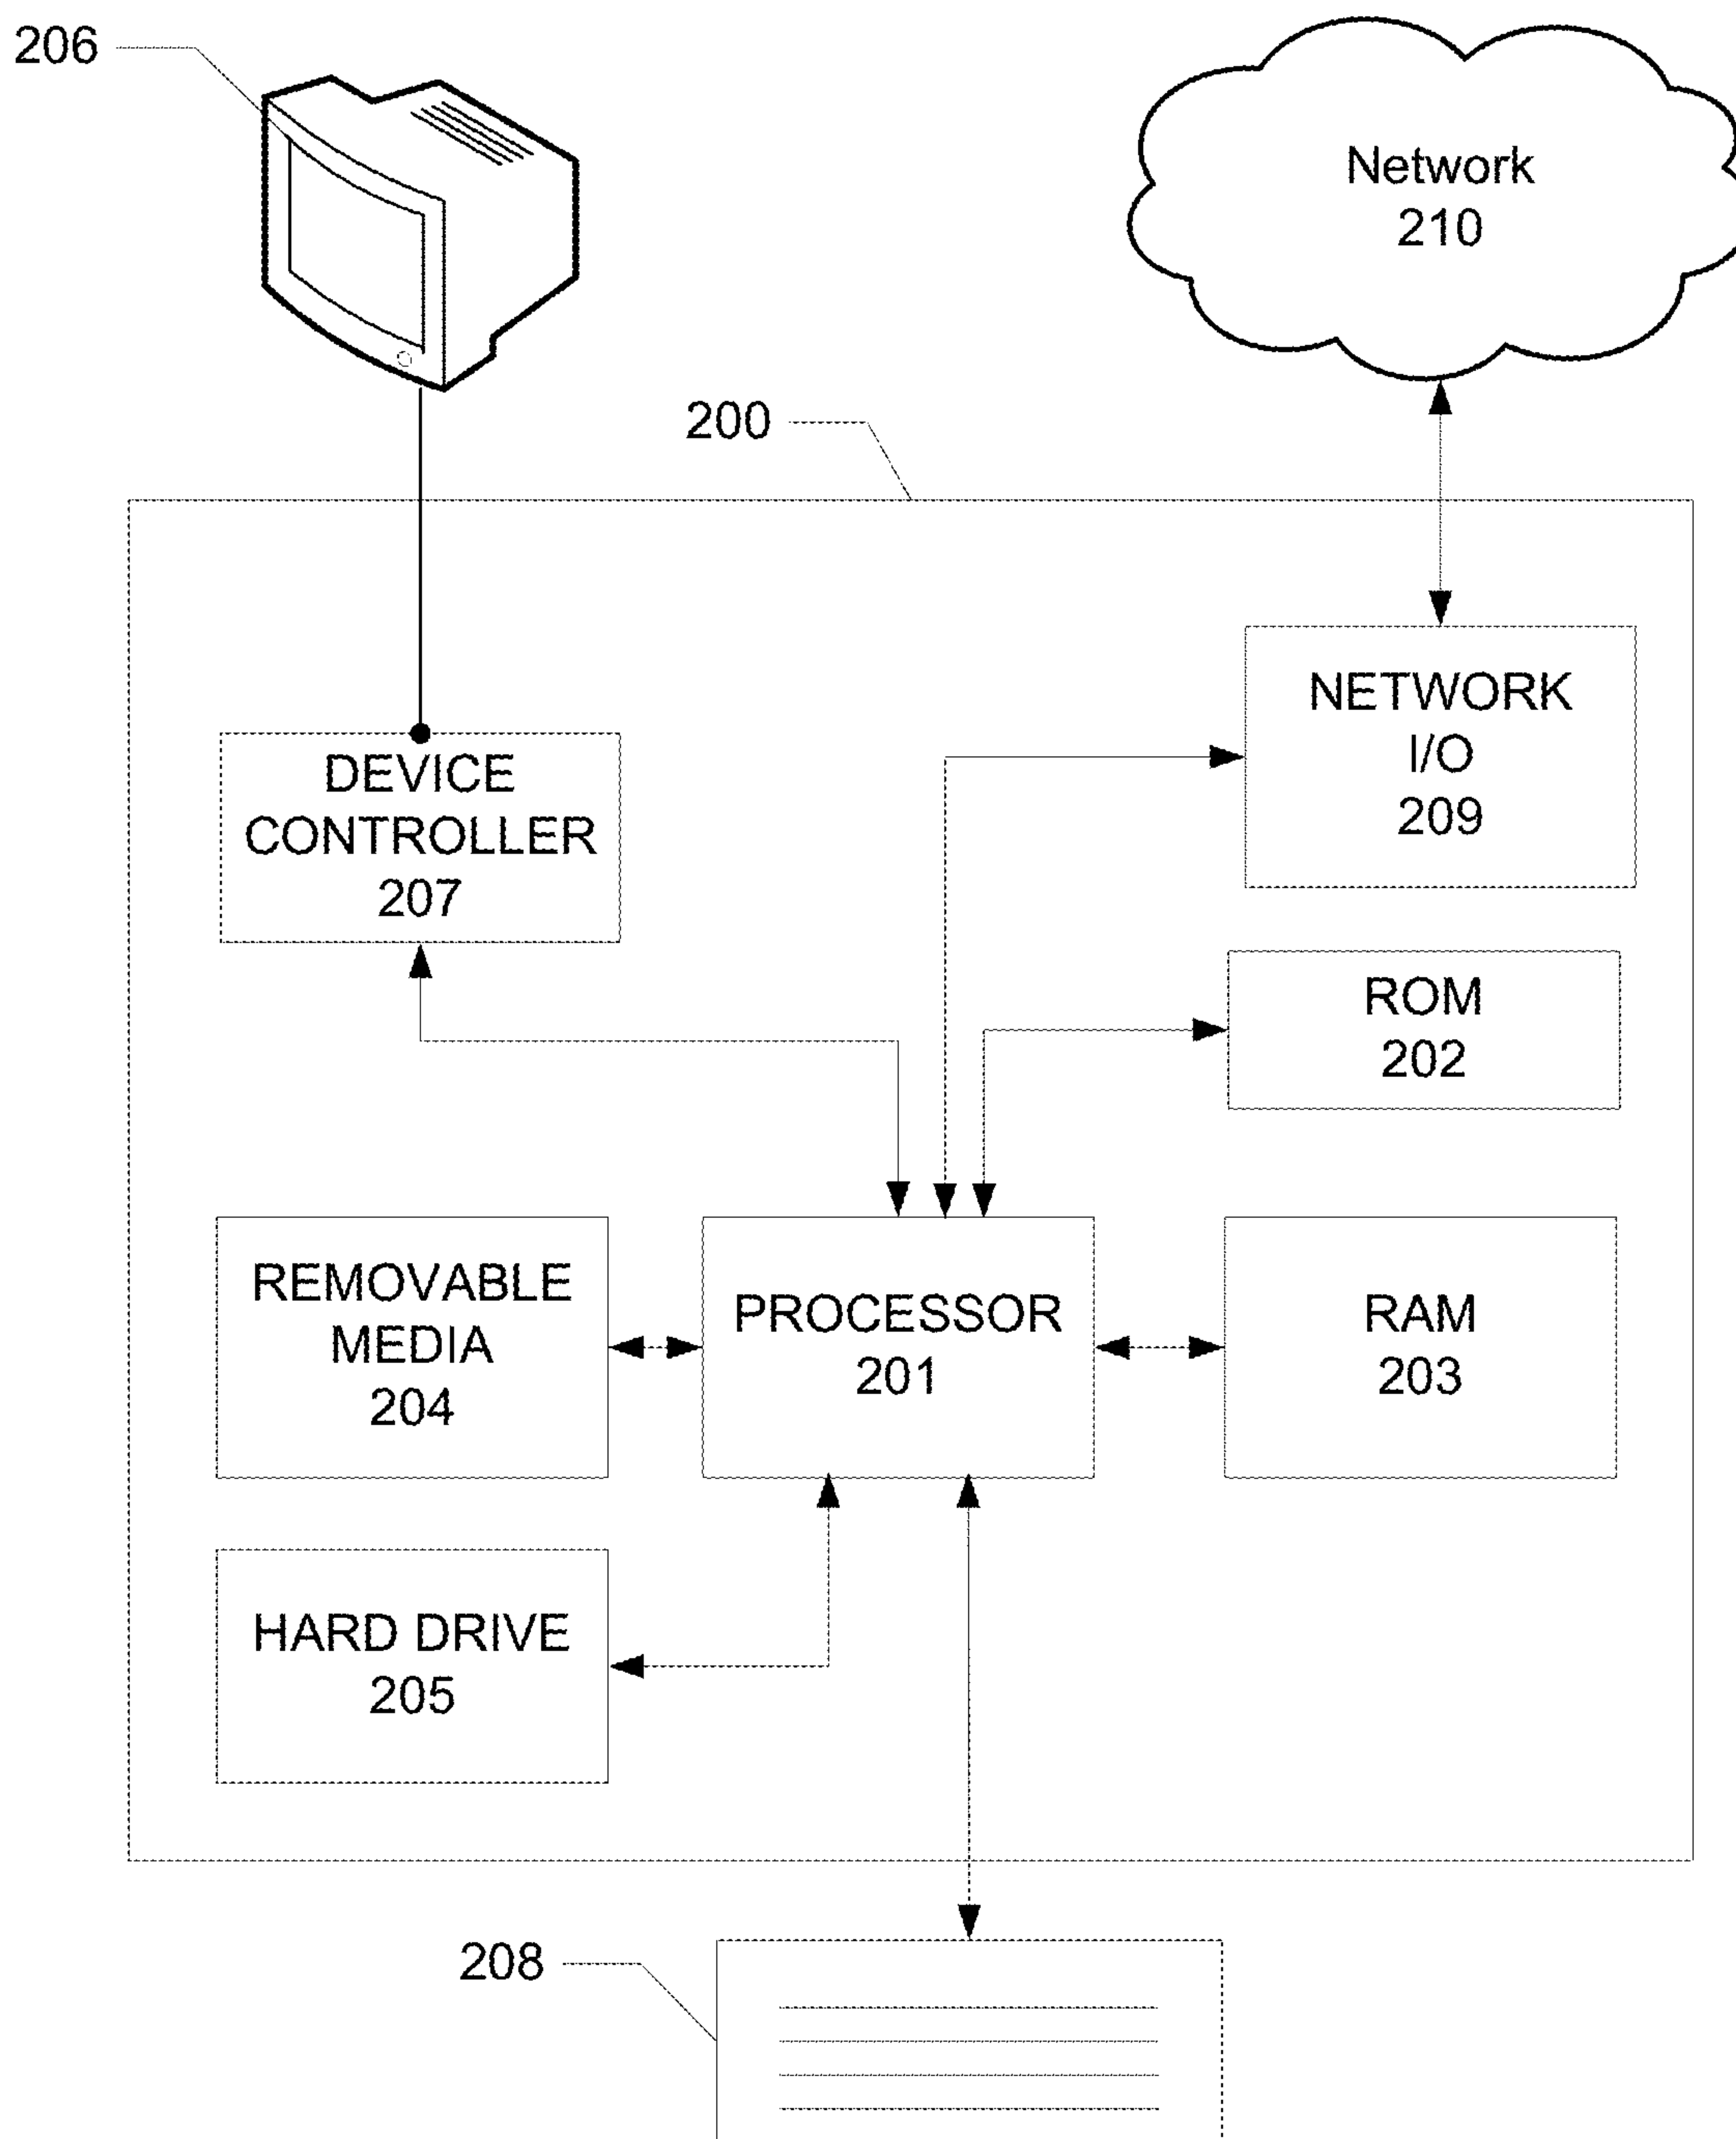 206
Network
210
200
NETWORK
I/O
209
DEVICE
CONTROLLER
207
ROM
202
REMOVABLE
MEDIA
204
PROCESSOR
201
RAM
203
HARD DRIVE
205
208